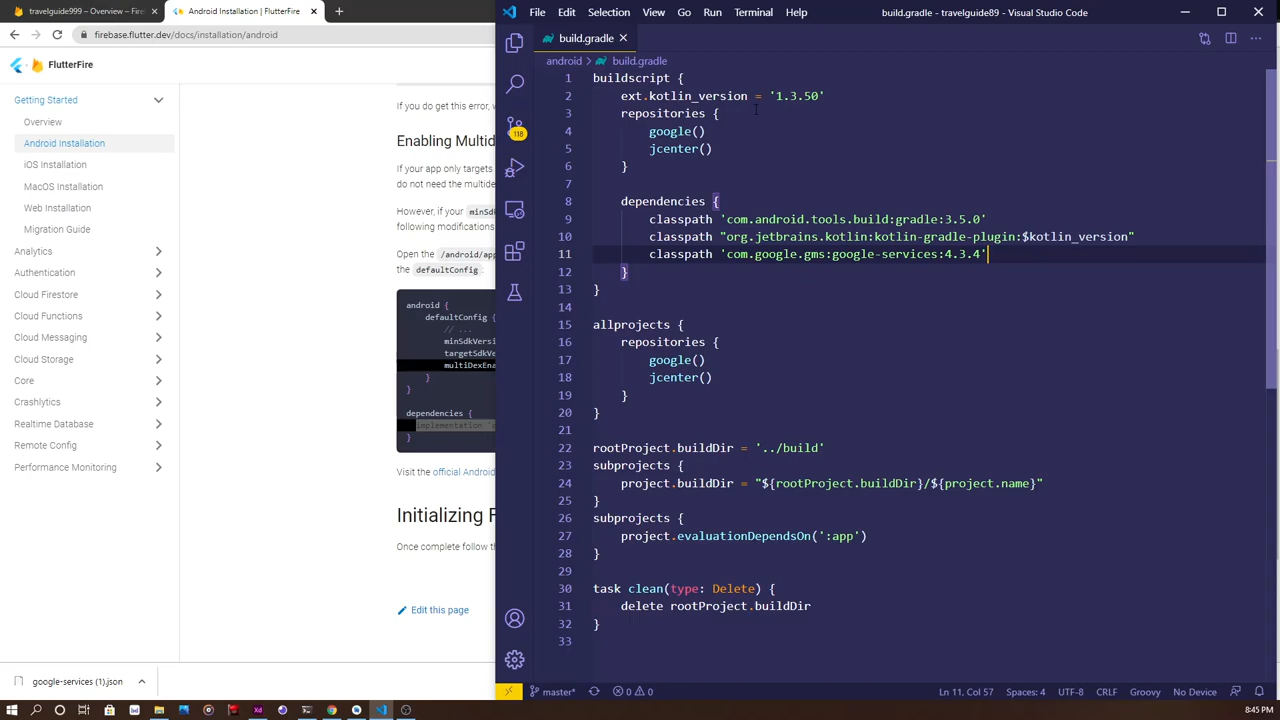 travelguide999 – Overview – Fire
Android Installation | FlutterFire
firebase.flutter.dev/docs/installation/android
FlutterFire
Getting Started
Overview
Android Installation
iOS Installation
MacOS Installation
Web Installation
Migration Guide
Analytics
Authentication
Cloud Firestore
Cloud Functions
Cloud Messaging
Cloud Storage
Core
Crashlytics
Realtime Database
Remote Config
Performance Monitoring
If you do get this error, w
Enabling Multid
If your app only targets
do not need the multide
However, if your minSd
following modifications
Open the /android/app
the defaultConfig :
android {
defaultConfig {
// ...
minSdkVersi
targetSdkVe
multiDexEna
}
}
dependencies {
implementation
}
Visit the official Android
Initializing F
Once complete follow th
Edit this page
google-services (1).json
File Edit Selection View Go Run Terminal Help
build.gradle - travelguide89 - Visual Studio Code
build.gradle
android > build.gradle
118
1 buildscript {
2 ext.kotlin_version = '1.3.50'
3 repositories {
4 google()
5 jcenter()
6 }
7
8 dependencies {
9 classpath 'com.android.tools.build:gradle:3.5.0'
10 classpath "org.jetbrains.kotlin:kotlin-gradle-plugin:$kotlin_version"
11 classpath 'com.google.gms:google-services:4.3.4'
12 }
13 }
14
15 allprojects {
16 repositories {
17 google()
18 jcenter()
19 }
20 }
21
22 rootProject.buildDir = '../build'
23 subprojects {
24 project.buildDir = "${rootProject.buildDir}/${project.name}"
25 }
26 subprojects {
27 project.evaluationDependsOn(':app')
28 }
29
30 task clean(type: Delete) {
31 delete rootProject.buildDir
32 }
33
master* 0 0 Ln 11, Col 57 Spaces: 4 UTF-8 CRLF Groovy No Device
8:45 PM